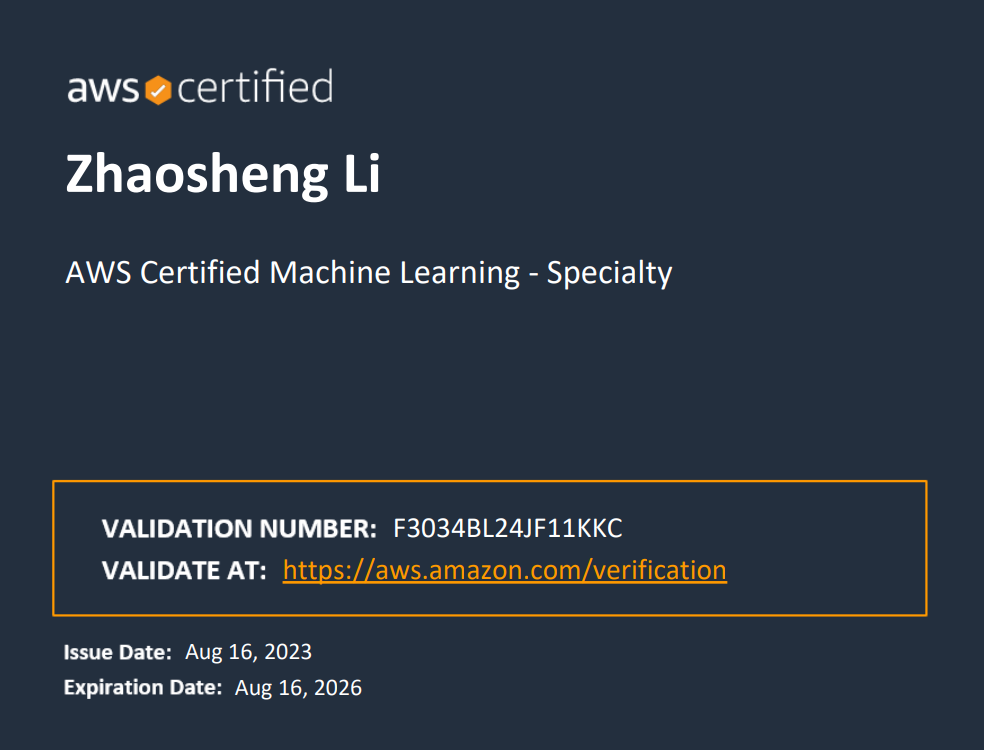 aws certified
Zhaosheng Li
AWS Certified Machine Learning - Specialty
VALIDATION NUMBER: F3034BL24JF11KKC
VALIDATE AT: https://aws.amazon.com/verification
Issue Date: Aug 16, 2023
Expiration Date: Aug 16, 2026